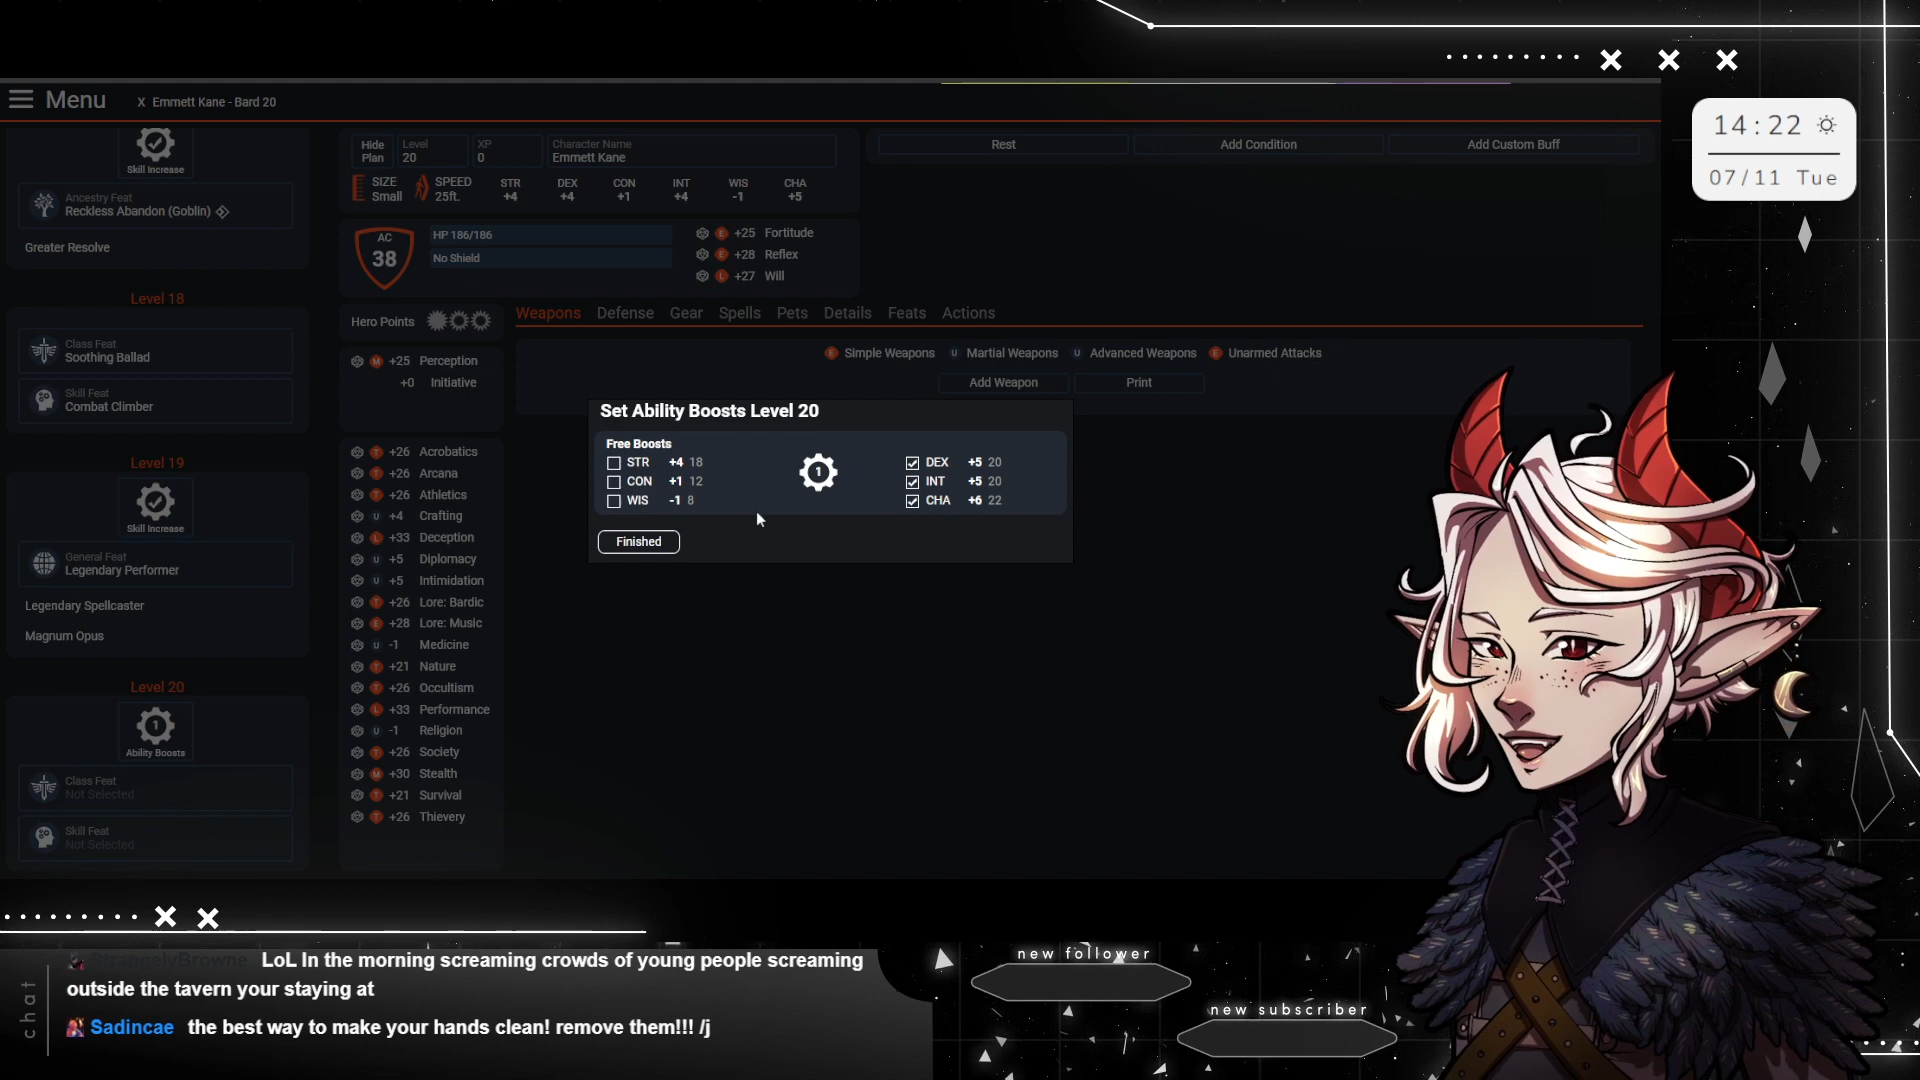 14:22
07/11 Tue
Menu
X Emmett Kane - Bard 20
Skill Increase
Ancestry Feat
Reckless Abandon (Goblin)
Greater Resolve
Level 18
Class Feat
Soothing Ballad
Skill Feat
Combat Climber
Level 19
Skill Increase
General Feat
Legendary Performer
Legendary Spellcaster
Magnum Opus
Level 20
1
Ability Boosts
Class Feat
Not Selected
Skill Feat
Not Selected
Hide Plan
Level
20
XP
0
Character Name
Emmett Kane
SIZE
Small
SPEED
25ft.
STR
+4
DEX
+4
CON
+1
INT
+4
WIS
-1
CHA
+5
AC
38
HP 186/186
No Shield
E +25 Fortitude
E +28 Reflex
L +27 Will
Rest
Add Condition
Add Custom Buff
Hero Points
M +25 Perception
+0 Initiative
T +26 Acrobatics
T +26 Arcana
T +26 Athletics
U +4 Crafting
L +33 Deception
U +5 Diplomacy
U +5 Intimidation
T +26 Lore: Bardic
E +28 Lore: Music
U -1 Medicine
T +21 Nature
T +26 Occultism
L +33 Performance
U -1 Religion
T +26 Society
M +30 Stealth
T +21 Survival
T +26 Thievery
Weapons Defense Gear Spells Pets Details Feats Actions
E Simple Weapons U Martial Weapons U Advanced Weapons E Unarmed Attacks
Add Weapon
Print
Set Ability Boosts Level 20
Free Boosts
STR +4 18
CON +1 12
WIS -1 8
1
DEX +5 20
INT +5 20
CHA +6 22
Finished
chat
StrangelyBrowne LoL In the morning screaming crowds of young people screaming
outside the tavern your staying at
Sadincae the best way to make your hands clean! remove them!!! /j
new follower
new subscriber